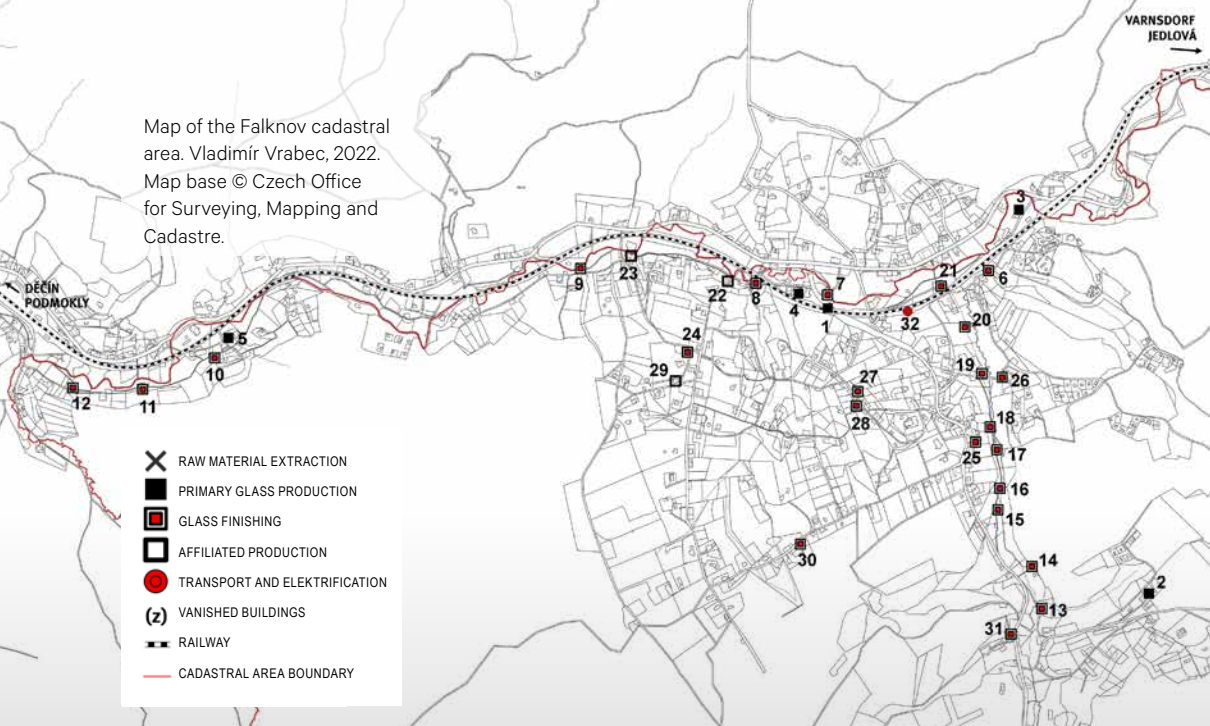 VARNSDORF
JEDLOVÁ
Map of the Falknov cadastral
area. Vladimír Vrabec, 2022.
Map base © Czech Office
for Surveying, Mapping and
Cadastre.
DĚČÍN
PODMOKLY
3
9
23
22
8
4
7
1
32
21
6
20
5
10
12
11
24
29
27
28
19
26
18
25
17
16
15
30
14
2
13
31
RAW MATERIAL EXTRACTION
PRIMARY GLASS PRODUCTION
GLASS FINISHING
AFFILIATED PRODUCTION
TRANSPORT AND ELEKTRIFICATION
(z) VANISHED BUILDINGS
RAILWAY
CADASTRAL AREA BOUNDARY